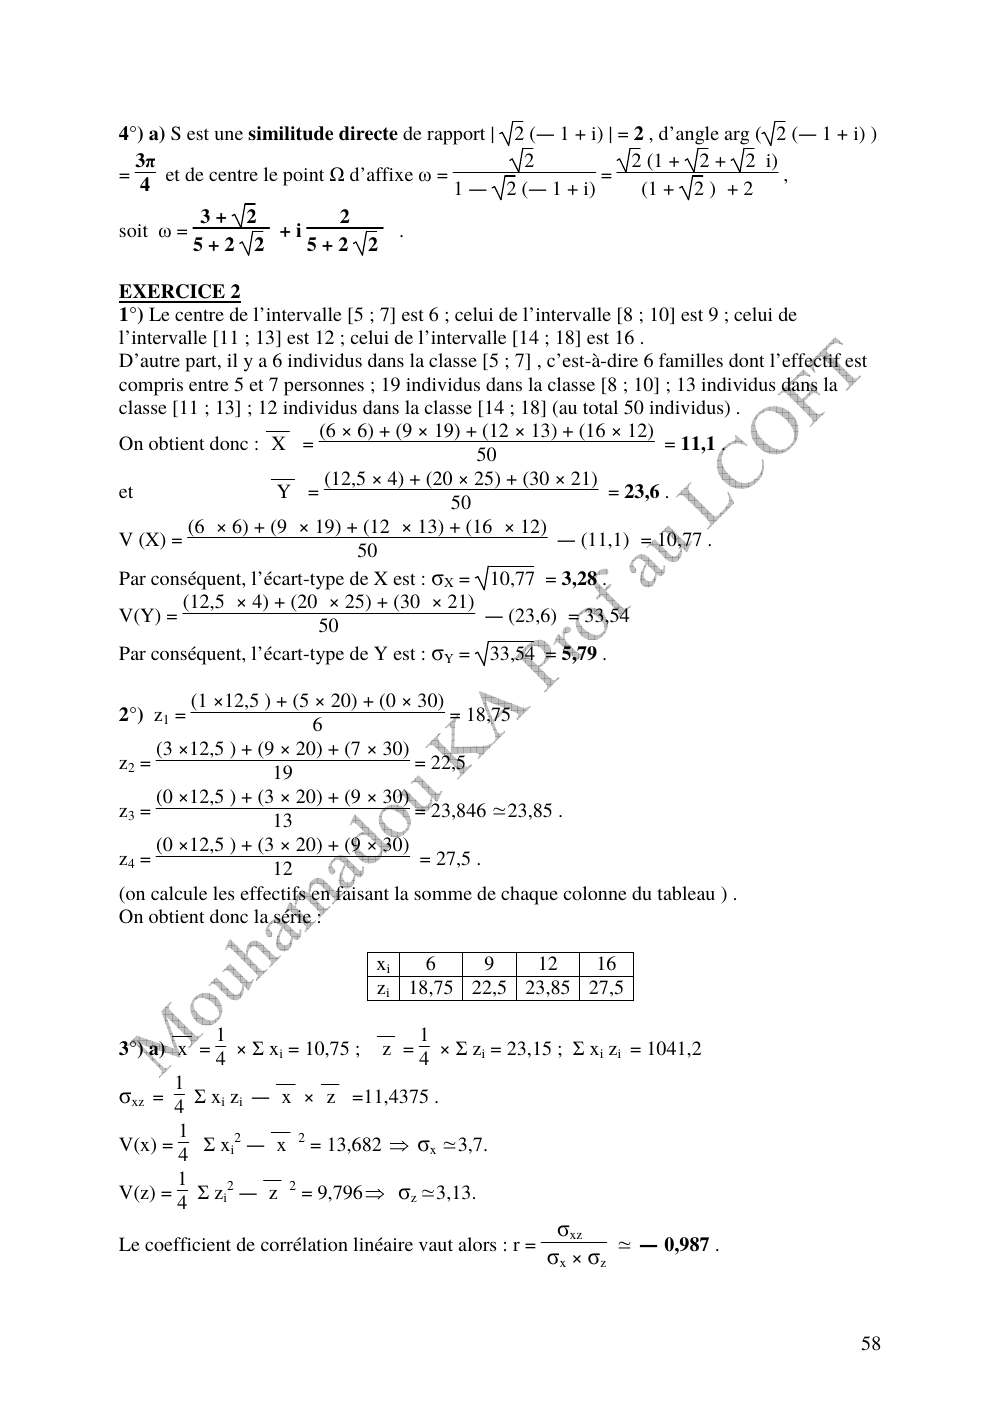 4°) a) S est une similitude directe de rapport | √2 (— 1 + i) | = 2 , d’angle arg (√2 (— 1 + i) )
= 3π/4 et de centre le point Ω d’affixe ω = √2 / (1 — √2 (— 1 + i)) = √2 (1 + √2 + √2 i) / ((1 + √2 ) + 2) ,
soit ω = (3 + √2) / (5 + 2 √2) + i 2 / (5 + 2 √2) .
EXERCICE 2
1°) Le centre de l’intervalle [5 ; 7] est 6 ; celui de l’intervalle [8 ; 10] est 9 ; celui de
l’intervalle [11 ; 13] est 12 ; celui de l’intervalle [14 ; 18] est 16 .
D’autre part, il y a 6 individus dans la classe [5 ; 7] , c’est-à-dire 6 familles dont l’effectif est
compris entre 5 et 7 personnes ; 19 individus dans la classe [8 ; 10] ; 13 individus dans la
classe [11 ; 13] ; 12 individus dans la classe [14 ; 18] (au total 50 individus) .
On obtient donc : X̅ = ((6 × 6) + (9 × 19) + (12 × 13) + (16 × 12)) / 50 = 11,1 .
et Y̅ = ((12,5 × 4) + (20 × 25) + (30 × 21)) / 50 = 23,6 .
V (X) = ((6 × 6) + (9 × 19) + (12 × 13) + (16 × 12)) / 50 — (11,1) = 10,77 .
Par conséquent, l’écart-type de X est : σX = √10,77 = 3,28 .
V(Y) = ((12,5 × 4) + (20 × 25) + (30 × 21)) / 50 — (23,6) = 33,54
Par conséquent, l’écart-type de Y est : σY = √33,54 = 5,79 .
2°) z1 = ((1 ×12,5 ) + (5 × 20) + (0 × 30)) / 6 = 18,75
z2 = ((3 ×12,5 ) + (9 × 20) + (7 × 30)) / 19 = 22,5
z3 = ((0 ×12,5 ) + (3 × 20) + (9 × 30)) / 13 = 23,846 ≃23,85 .
z4 = ((0 ×12,5 ) + (3 × 20) + (9 × 30)) / 12 = 27,5 .
(on calcule les effectifs en faisant la somme de chaque colonne du tableau ) .
On obtient donc la série :
xi 6 9 12 16
zi 18,75 22,5 23,85 27,5
3°) a) x̅ = 1/4 × Σ xi = 10,75 ; z̅ = 1/4 × Σ zi = 23,15 ; Σ xi zi = 1041,2
σxz = 1/4 Σ xi zi — x̅ × z̅ =11,4375 .
V(x) = 1/4 Σ xi² — x̅ ² = 13,682 ⇒ σx ≃3,7.
V(z) = 1/4 Σ zi² — z̅ ² = 9,796⇒ σz ≃3,13.
Le coefficient de corrélation linéaire vaut alors : r = σxz / (σx × σz) ≃ — 0,987 .
58
Mouhamadou KA Prof au LCOFT